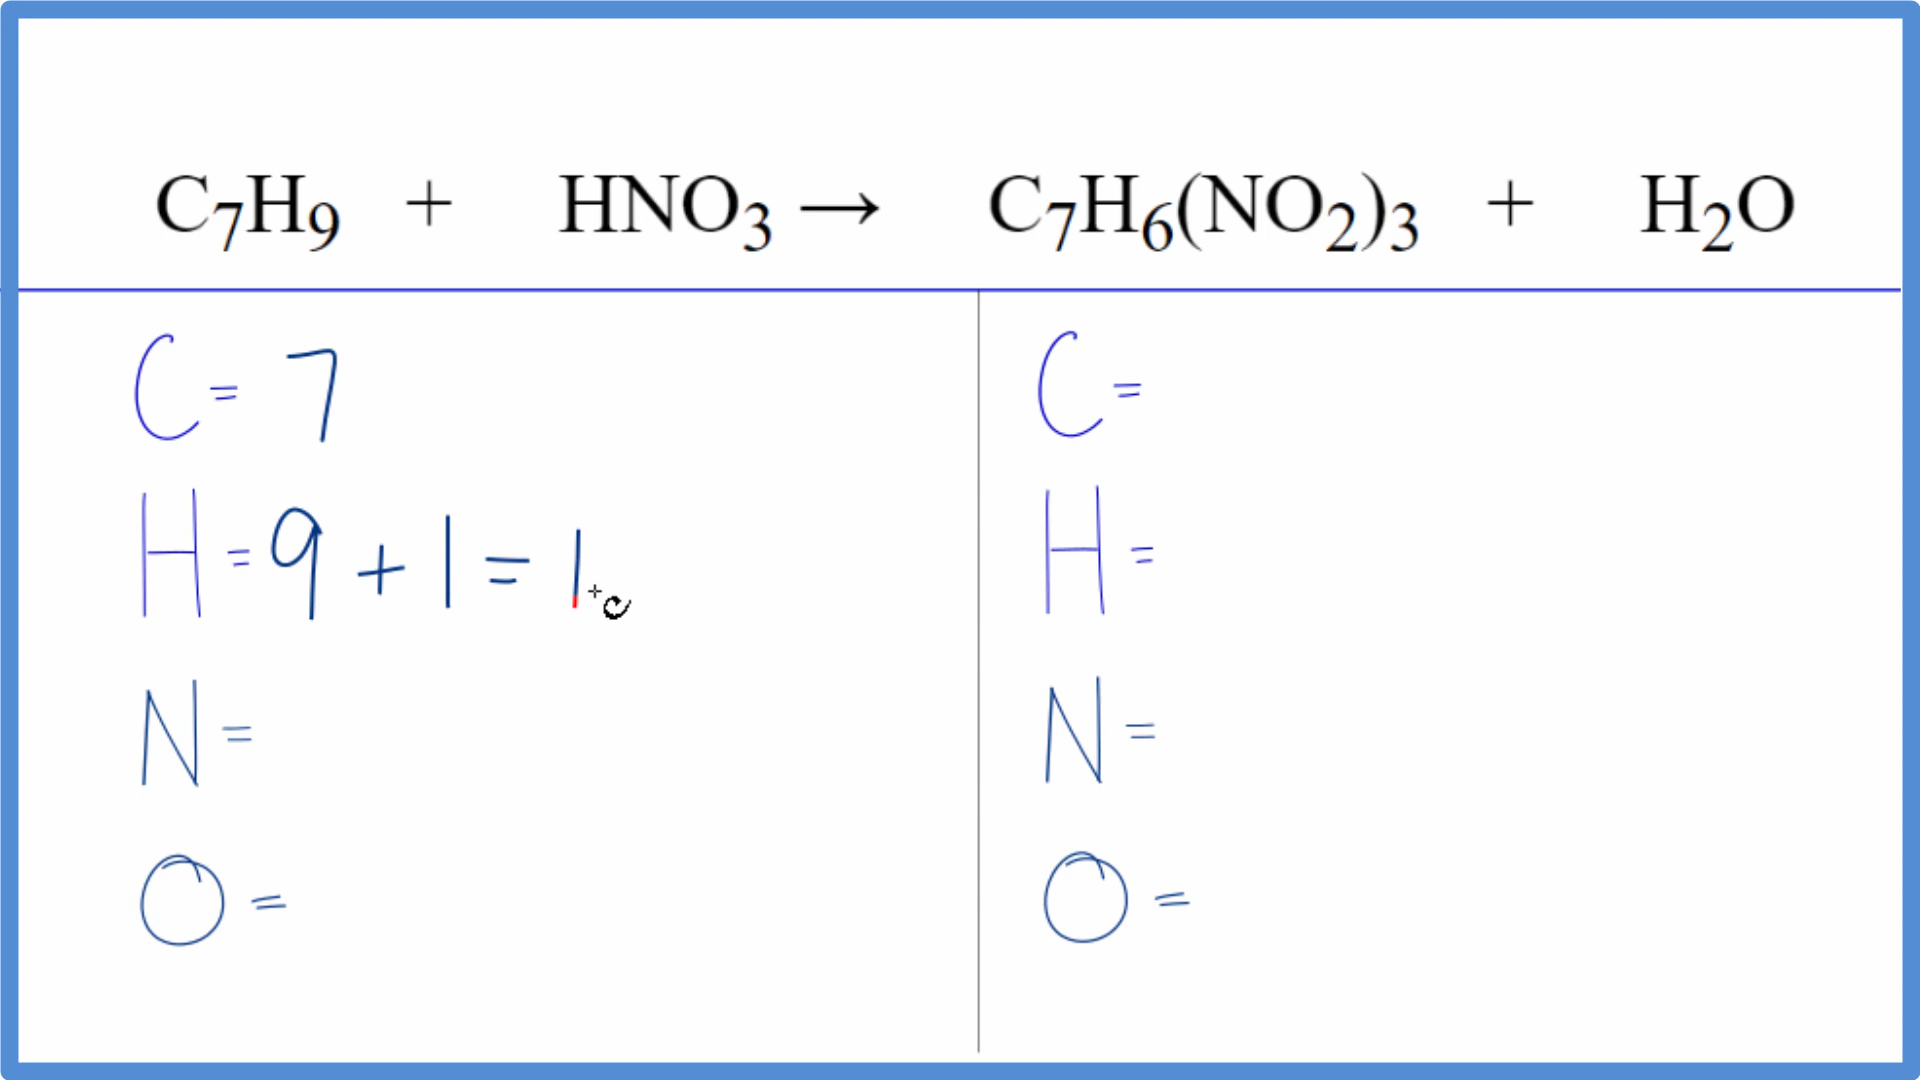 C₇H₉ + HNO₃ → C₇H₆(NO₂)₃ + H₂O
C = 7
H = 9 + 1 = 1
N =
O =
C =
H =
N =
O =